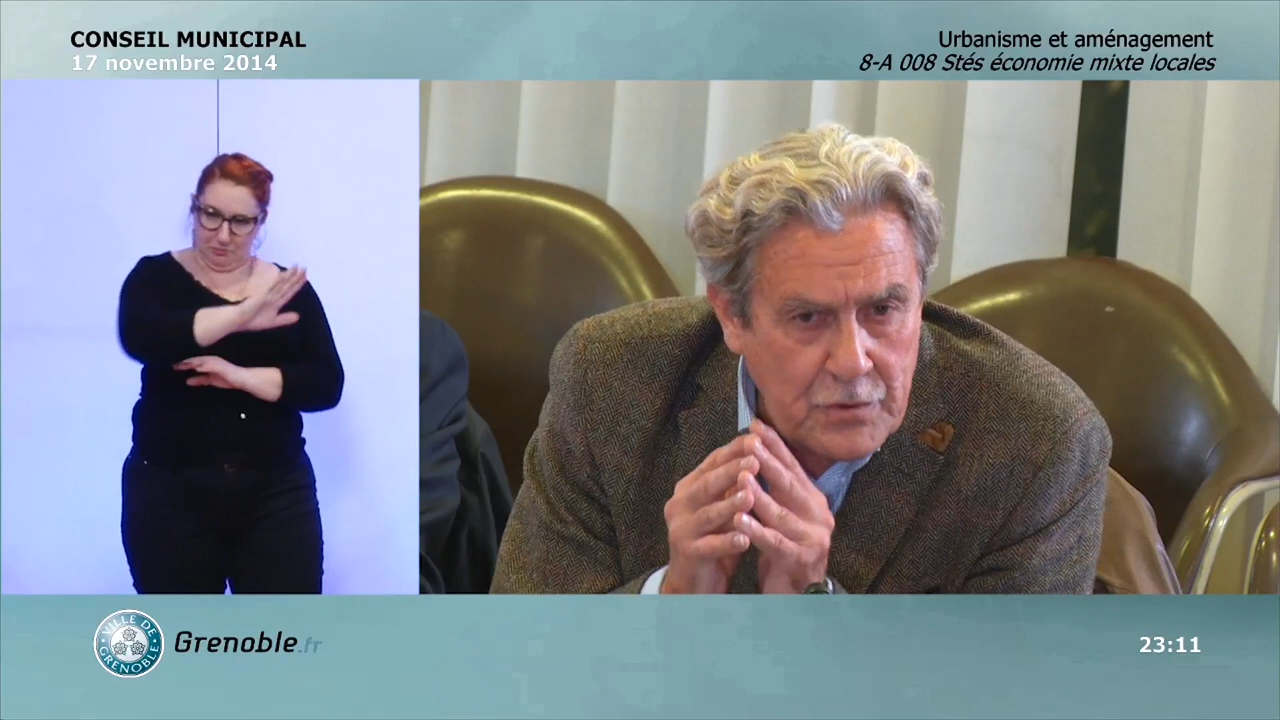 CONSEIL MUNICIPAL
17 novembre 2014
Urbanisme et aménagement
8-A 008 Stés économie mixte locales
VILLE DE GRENOBLE
Grenoble.fr
23:11